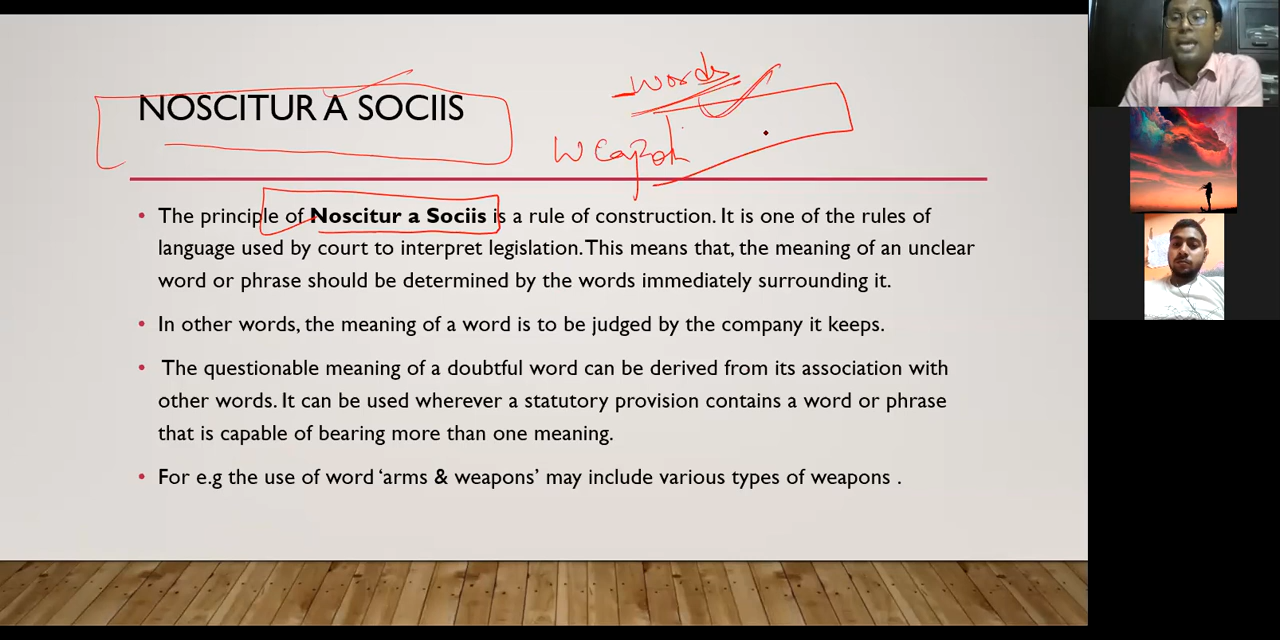 NOSCITUR A SOCIIS
words
weapon
• The principle of Noscitur a Sociis is a rule of construction. It is one of the rules of
language used by court to interpret legislation. This means that, the meaning of an unclear
word or phrase should be determined by the words immediately surrounding it.
• In other words, the meaning of a word is to be judged by the company it keeps.
• The questionable meaning of a doubtful word can be derived from its association with
other words. It can be used wherever a statutory provision contains a word or phrase
that is capable of bearing more than one meaning.
• For e.g the use of word ‘arms & weapons’ may include various types of weapons .